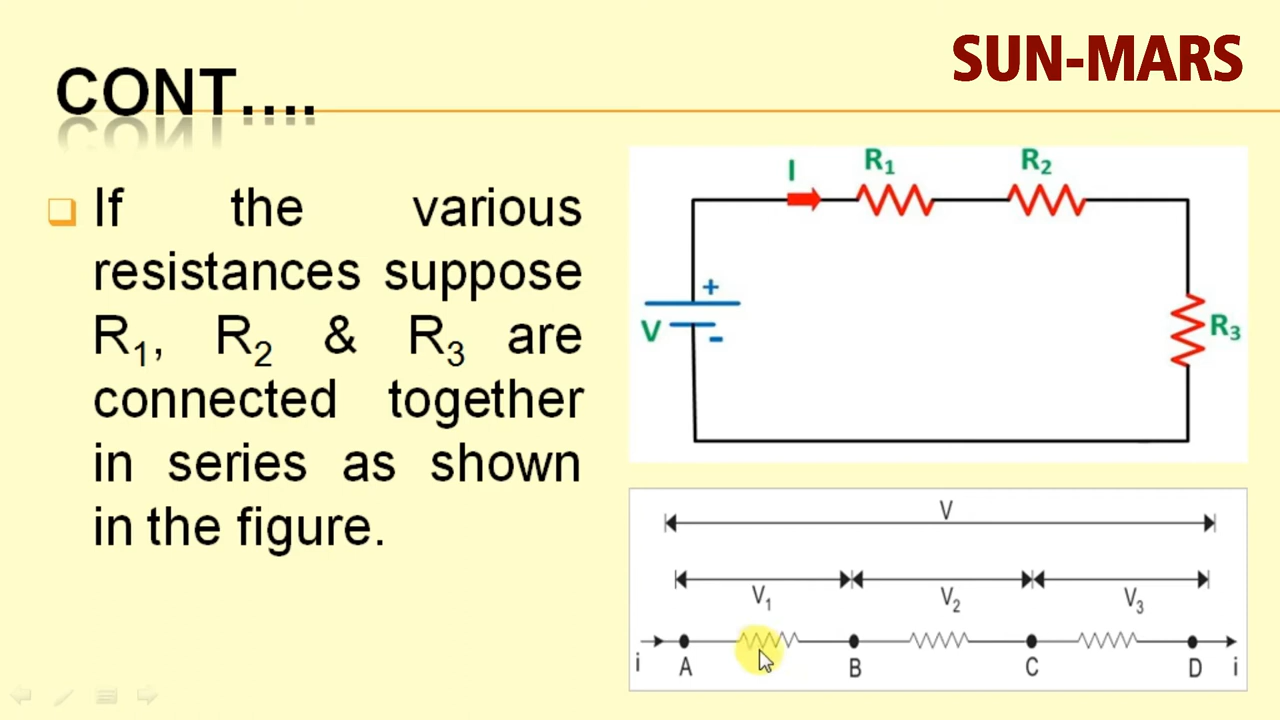 SUN-MARS
CONT....
If the various
resistances suppose
R₁, R₂ & R₃ are
connected together
in series as shown
in the figure.
I R₁ R₂
+
V
-
R₃
V
V₁ V₂ V₃
i A B C D i